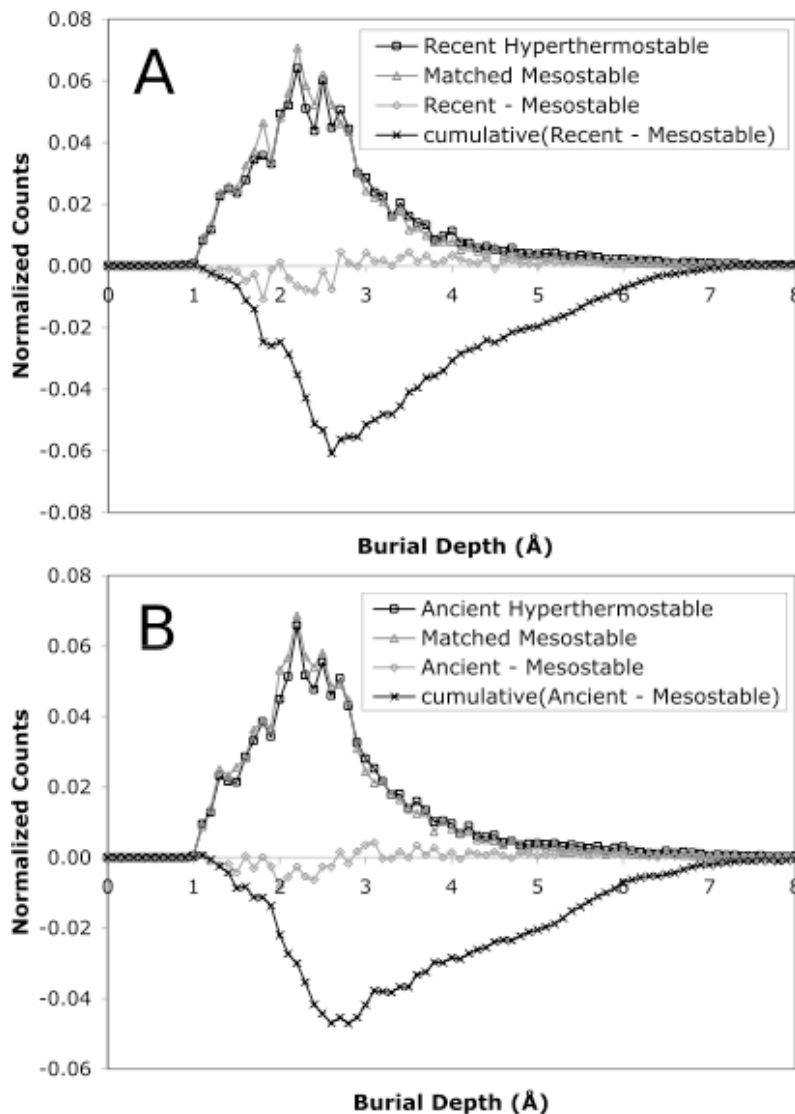 A
Recent Hyperthermostable
Matched Mesostable
Recent - Mesostable
cumulative(Recent - Mesostable)
Normalized Counts
0.08
0.06
0.04
0.02
0.00
-0.02
-0.04
-0.06
-0.08
0 1 2 3 4 5 6 7 8
Burial Depth (Å)
B
Ancient Hyperthermostable
Matched Mesostable
Ancient - Mesostable
cumulative(Ancient - Mesostable)
Normalized Counts
0.08
0.06
0.04
0.02
0.00
-0.02
-0.04
-0.06
0 1 2 3 4 5 6 7 8
Burial Depth (Å)